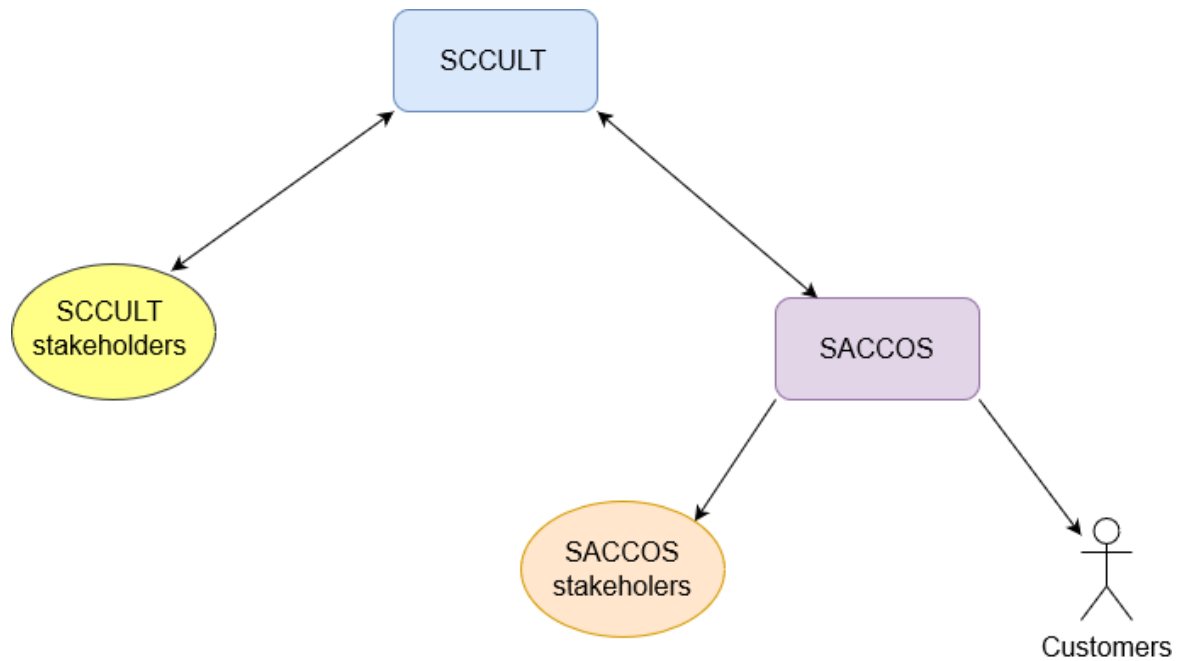 SCCULT
SCCULT
stakeholders
SACCOS
SACCOS
stakeholers
Customers